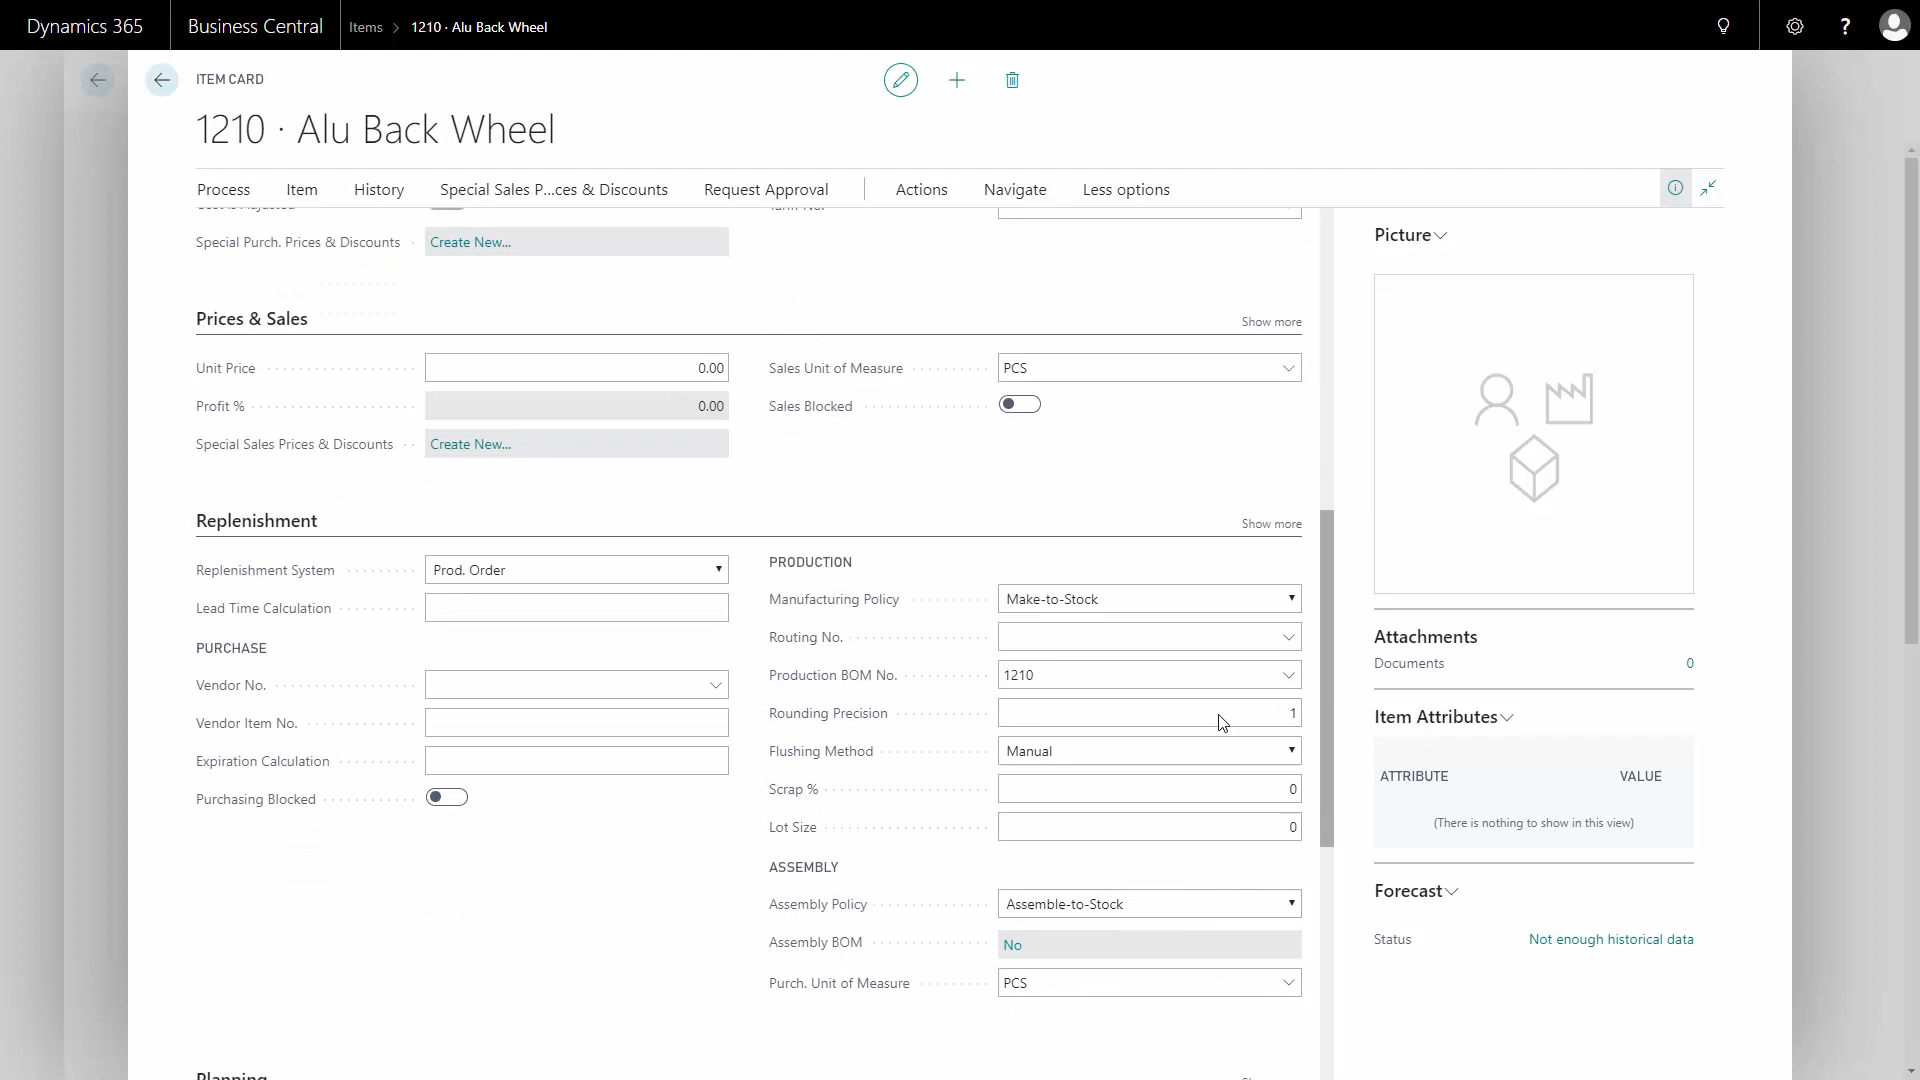 Dynamics 365 Business Central Items > 1210 · Alu Back Wheel ?
ITEM CARD
1210 · Alu Back Wheel
Process Item History Special Sales P...ces & Discounts Request Approval Actions Navigate Less options
Special Purch. Prices & Discounts Create New...
Prices & Sales Show more
Unit Price 0.00
Profit % 0.00
Special Sales Prices & Discounts Create New...
Sales Unit of Measure PCS
Sales Blocked
Replenishment Show more
Replenishment System Prod. Order
Lead Time Calculation
PURCHASE
Vendor No.
Vendor Item No.
Expiration Calculation
Purchasing Blocked
PRODUCTION
Manufacturing Policy Make-to-Stock
Routing No.
Production BOM No. 1210
Rounding Precision 1
Flushing Method Manual
Scrap % 0
Lot Size 0
ASSEMBLY
Assembly Policy Assemble-to-Stock
Assembly BOM No
Purch. Unit of Measure PCS
Planning
Picture
Attachments
Documents 0
Item Attributes
ATTRIBUTE VALUE
(There is nothing to show in this view)
Forecast
Status Not enough historical data